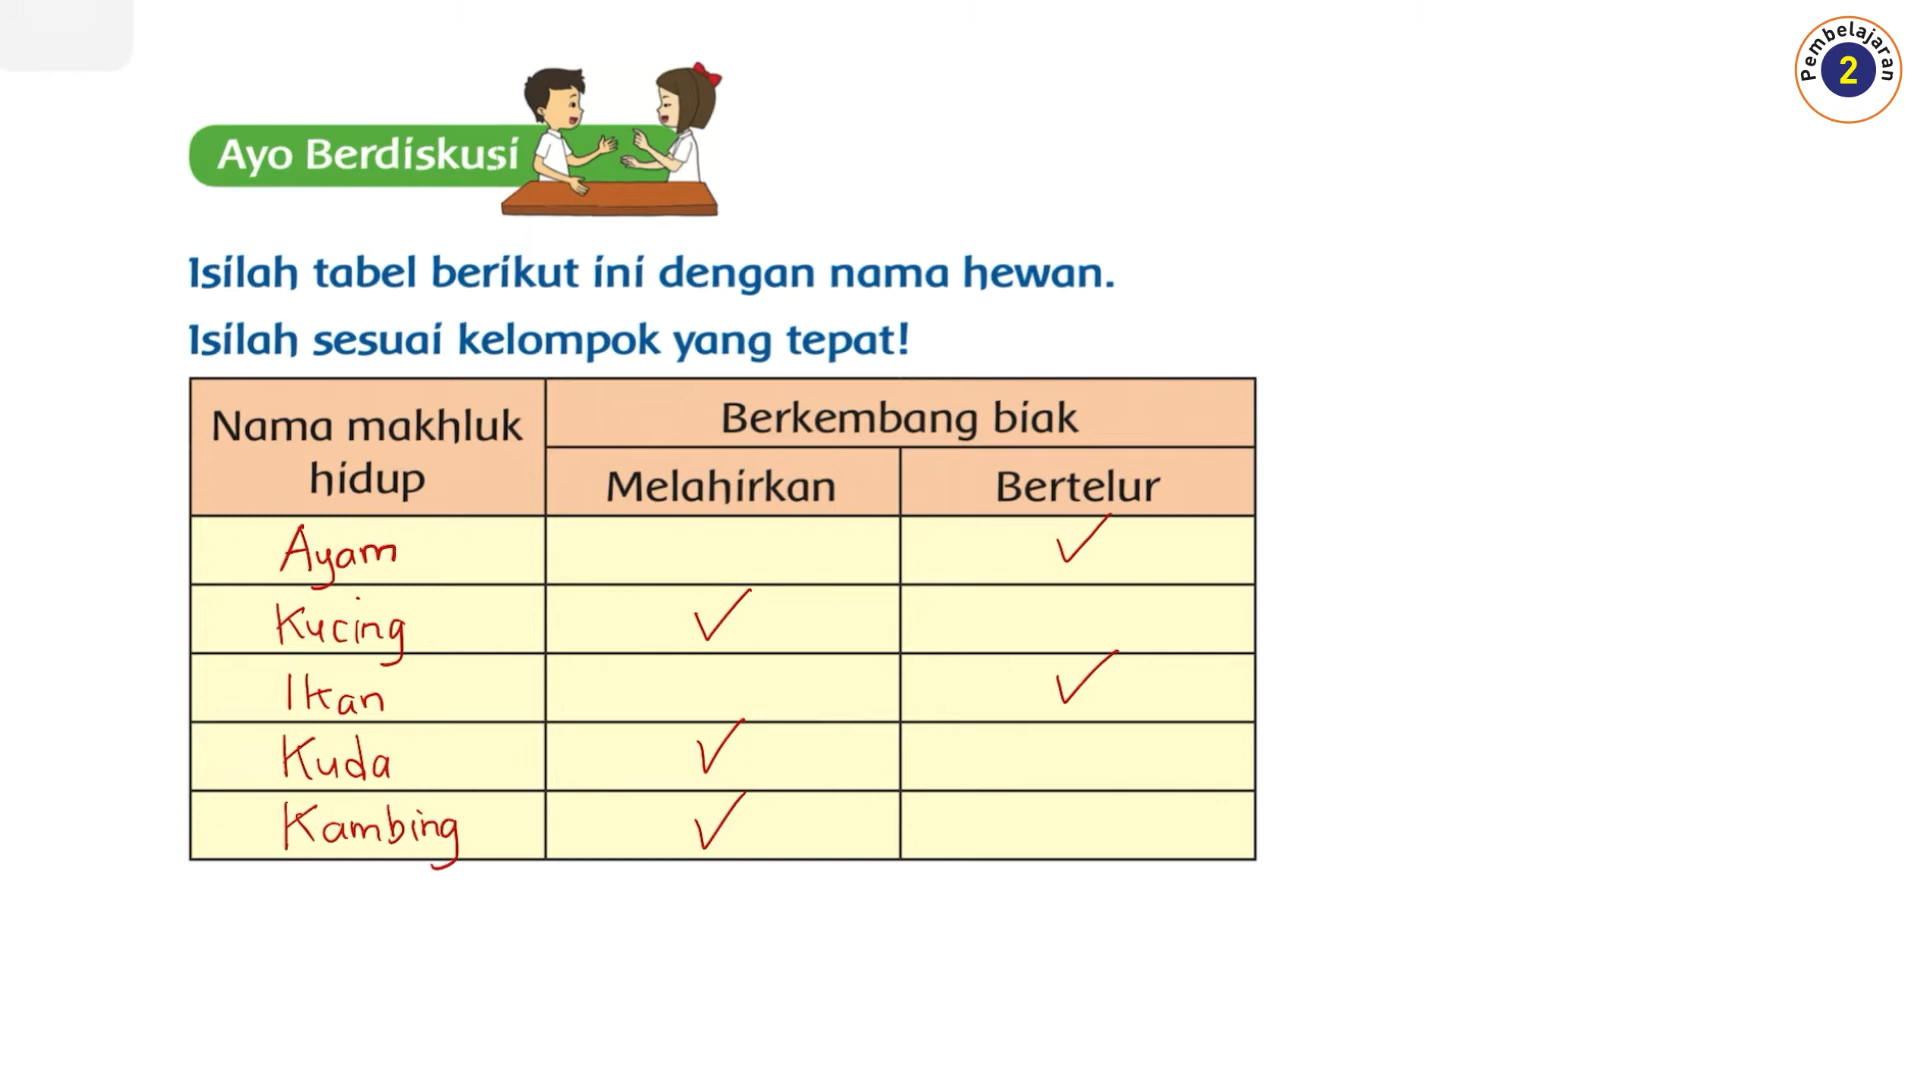 Pembelajaran
2
Ayo Berdiskusi
Isilah tabel berikut ini dengan nama hewan.
Isilah sesuai kelompok yang tepat!
Nama makhluk hidup
Berkembang biak
Melahirkan Bertelur
Ayam ✓
Kucing ✓
Ikan ✓
Kuda ✓
Kambing ✓